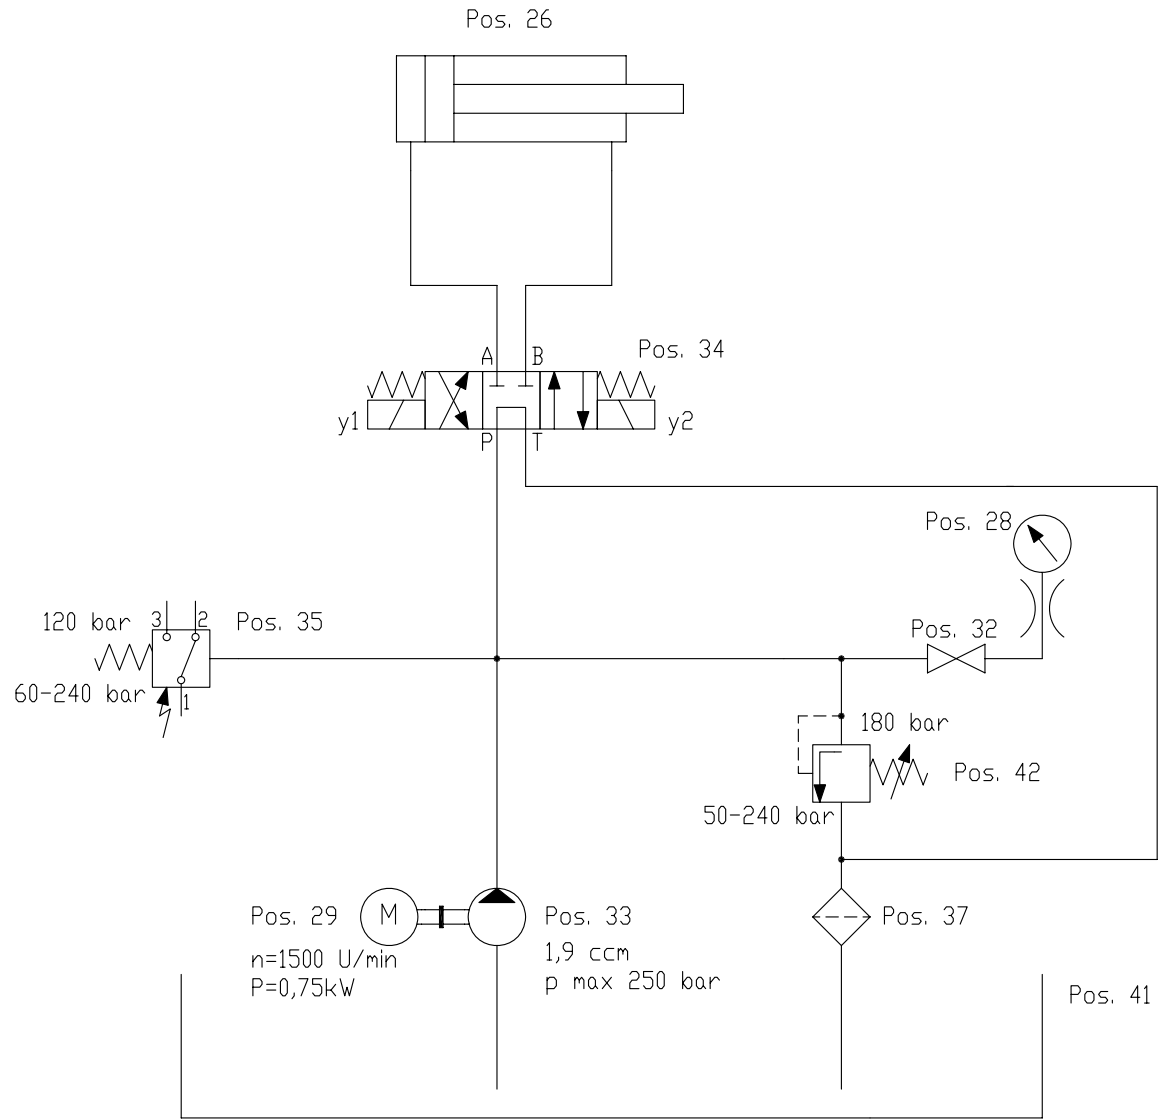 Pos. 26
A B
Pos. 34
y1
y2
P T
Pos. 28
120 bar
3 2
Pos. 35
Pos. 32
60-240 bar
1
180 bar
Pos. 42
50-240 bar
Pos. 29
M
Pos. 33
Pos. 37
n=1500 U/min
P=0,75kW
1,9 ccm
p max 250 bar
Pos. 41